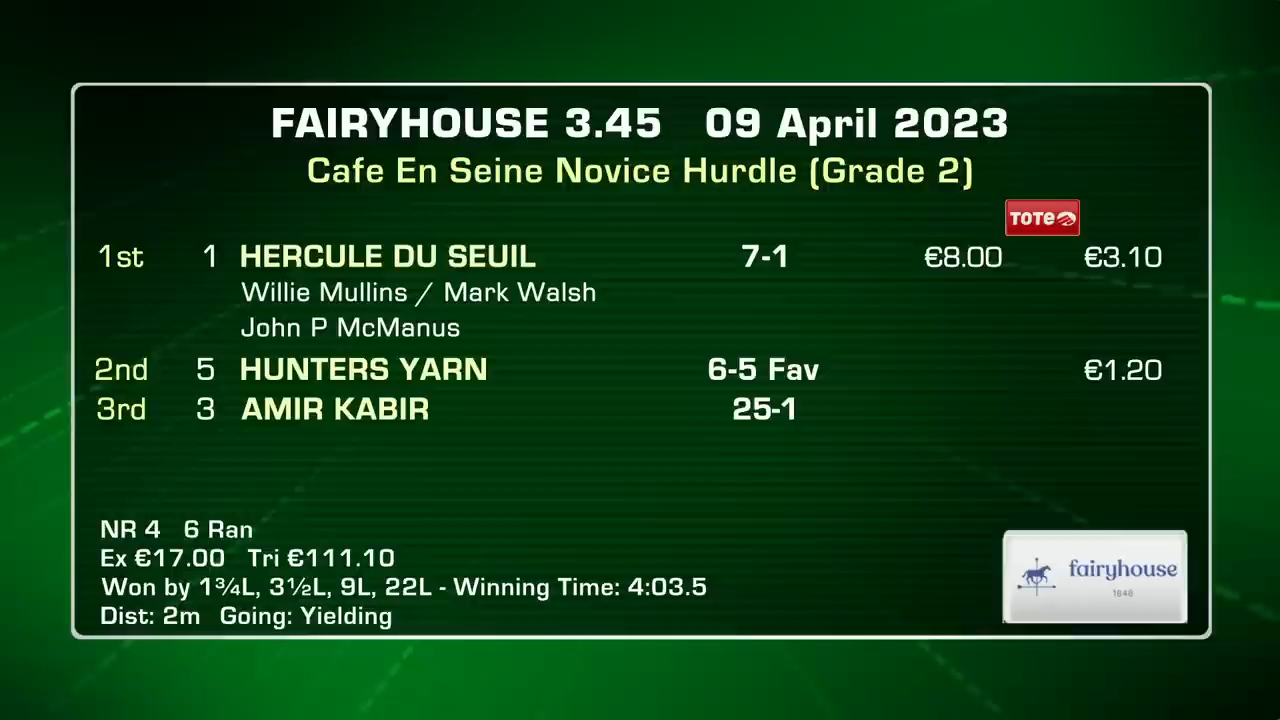 FAIRYHOUSE 3.45 09 April 2023
Cafe En Seine Novice Hurdle (Grade 2)
TOTE
1st 1 HERCULE DU SEUIL 7-1 €8.00 €3.10
Willie Mullins / Mark Walsh
John P McManus
2nd 5 HUNTERS YARN 6-5 Fav €1.20
3rd 3 AMIR KABIR 25-1
NR 4 6 Ran
Ex €17.00 Tri €111.10
Won by 1¾L, 3½L, 9L, 22L - Winning Time: 4:03.5
Dist: 2m Going: Yielding
fairyhouse
1848